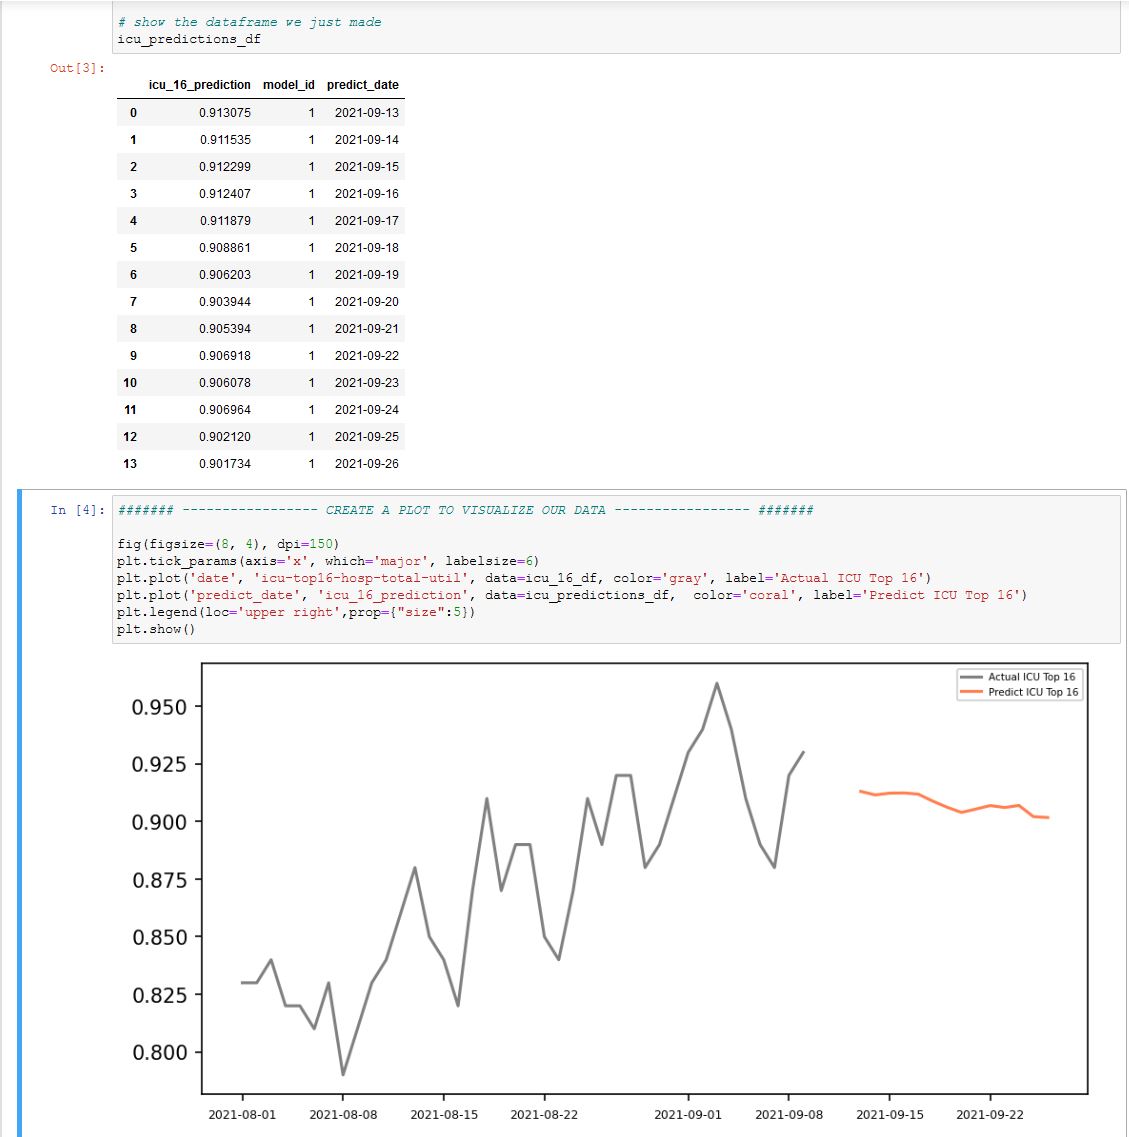 # show the dataframe we just made
icu_predictions_df
Out[3]:
icu_16_prediction model_id predict_date
0 0.913075 1 2021-09-13
1 0.911535 1 2021-09-14
2 0.912299 1 2021-09-15
3 0.912407 1 2021-09-16
4 0.911879 1 2021-09-17
5 0.908861 1 2021-09-18
6 0.906203 1 2021-09-19
7 0.903944 1 2021-09-20
8 0.905394 1 2021-09-21
9 0.906918 1 2021-09-22
10 0.906078 1 2021-09-23
11 0.906964 1 2021-09-24
12 0.902120 1 2021-09-25
13 0.901734 1 2021-09-26
In [4]: ####### ----------------- CREATE A PLOT TO VISUALIZE OUR DATA ----------------- #######
fig(figsize=(8, 4), dpi=150)
plt.tick_params(axis='x', which='major', labelsize=6)
plt.plot('date', 'icu-top16-hosp-total-util', data=icu_16_df, color='gray', label='Actual ICU Top 16')
plt.plot('predict_date', 'icu_16_prediction', data=icu_predictions_df,  color='coral', label='Predict ICU Top 16')
plt.legend(loc='upper right',prop={"size":5})
plt.show()
Actual ICU Top 16
Predict ICU Top 16
0.950
0.925
0.900
0.875
0.850
0.825
0.800
2021-08-01 2021-08-08 2021-08-15 2021-08-22 2021-09-01 2021-09-08 2021-09-15 2021-09-22